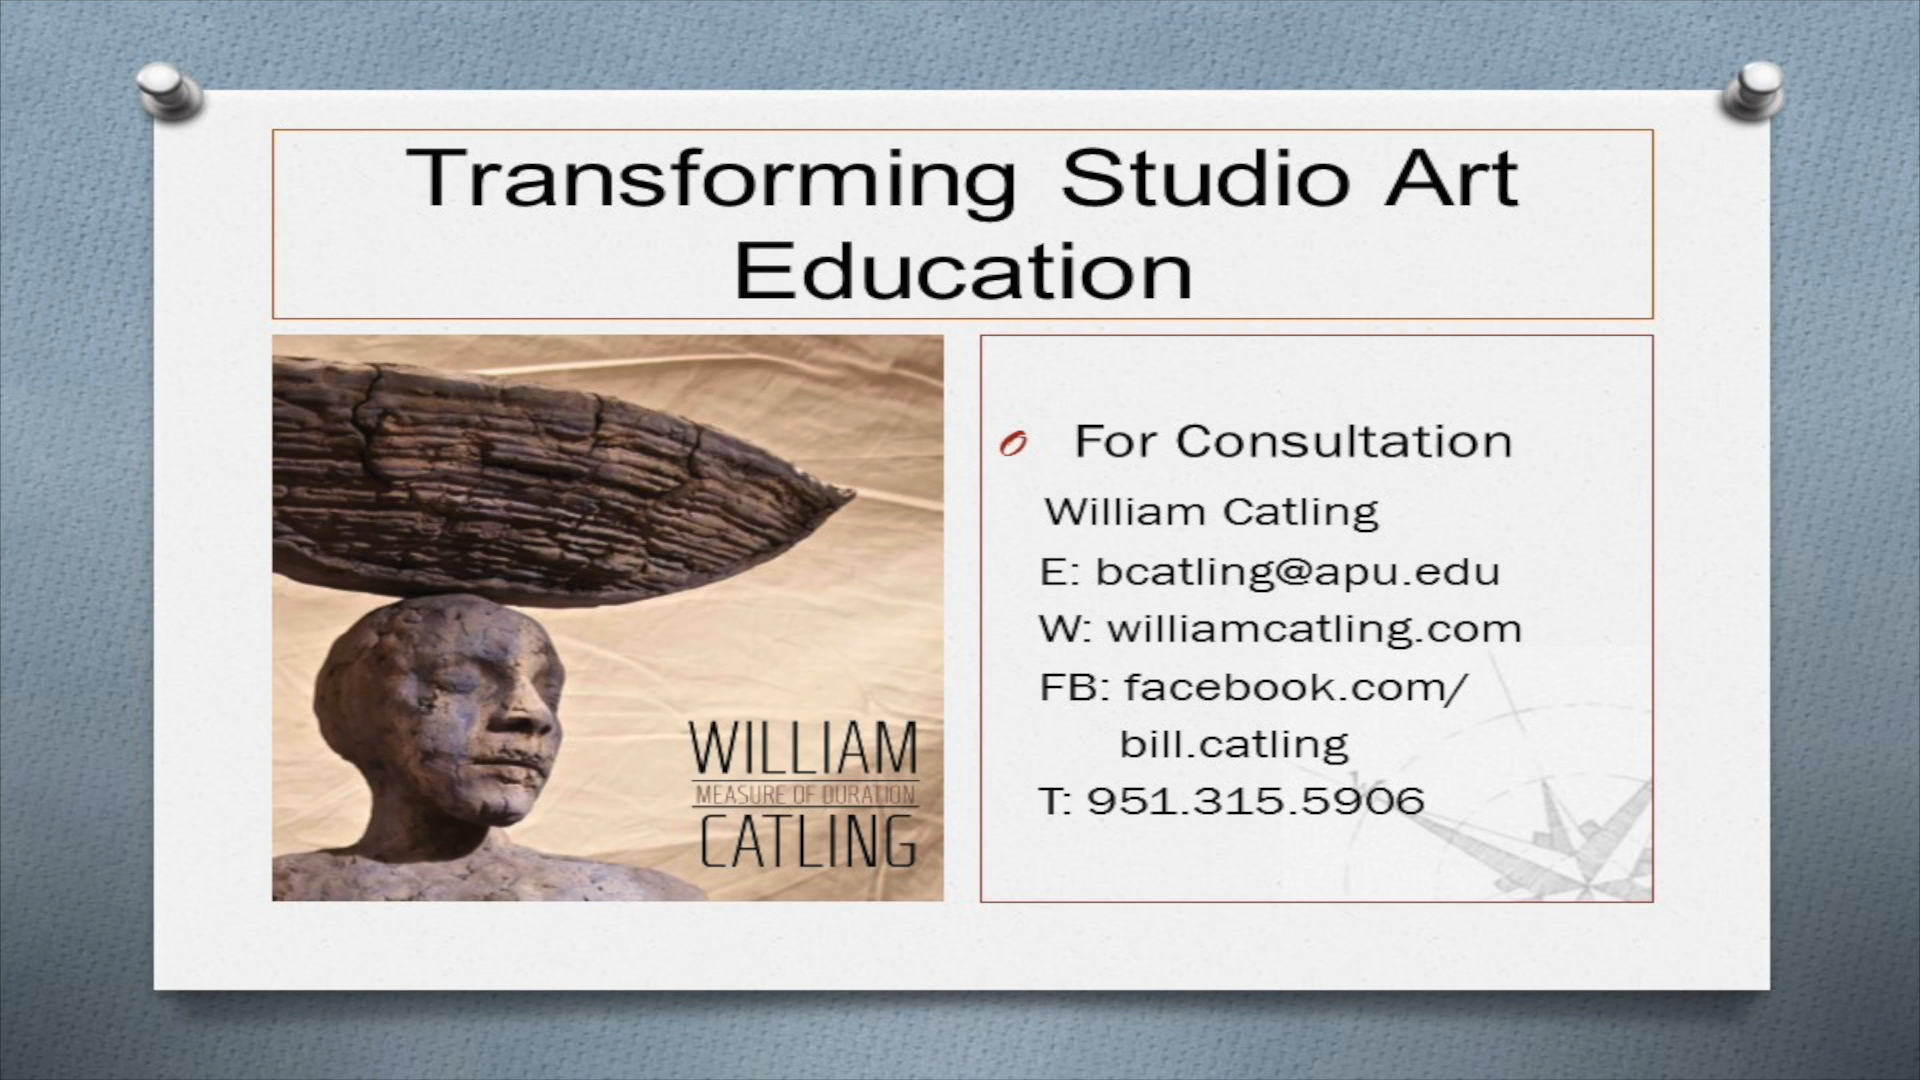 Transforming Studio Art
Education
WILLIAM
MEASURE OF DURATION
CATLING
For Consultation
William Catling
E: bcatling@apu.edu
W: williamcatling.com
FB: facebook.com/
bill.catling
T: 951.315.5906